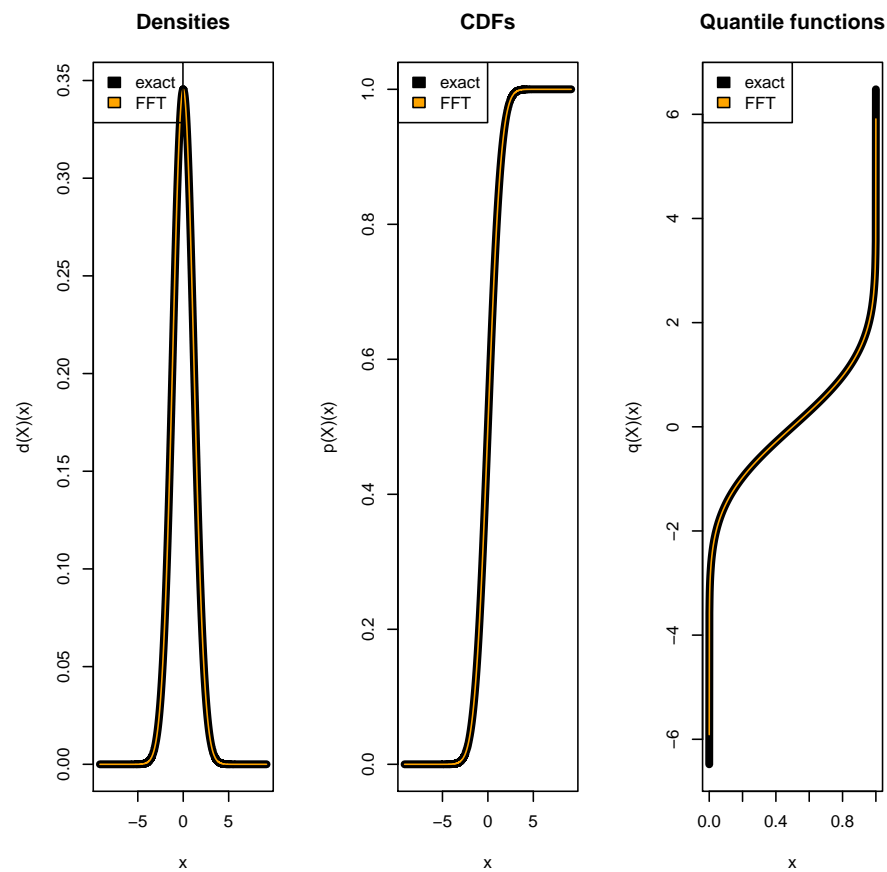 Densities
exact
FFT
0.35
0.30
0.25
0.20
0.15
0.10
0.05
0.00
d(X)(x)
−5 0 5
x
CDFs
exact
FFT
1.0
0.8
0.6
0.4
0.2
0.0
p(X)(x)
−5 0 5
x
Quantile functions
exact
FFT
6
4
2
0
−2
−4
−6
q(X)(x)
0.0 0.4 0.8
x